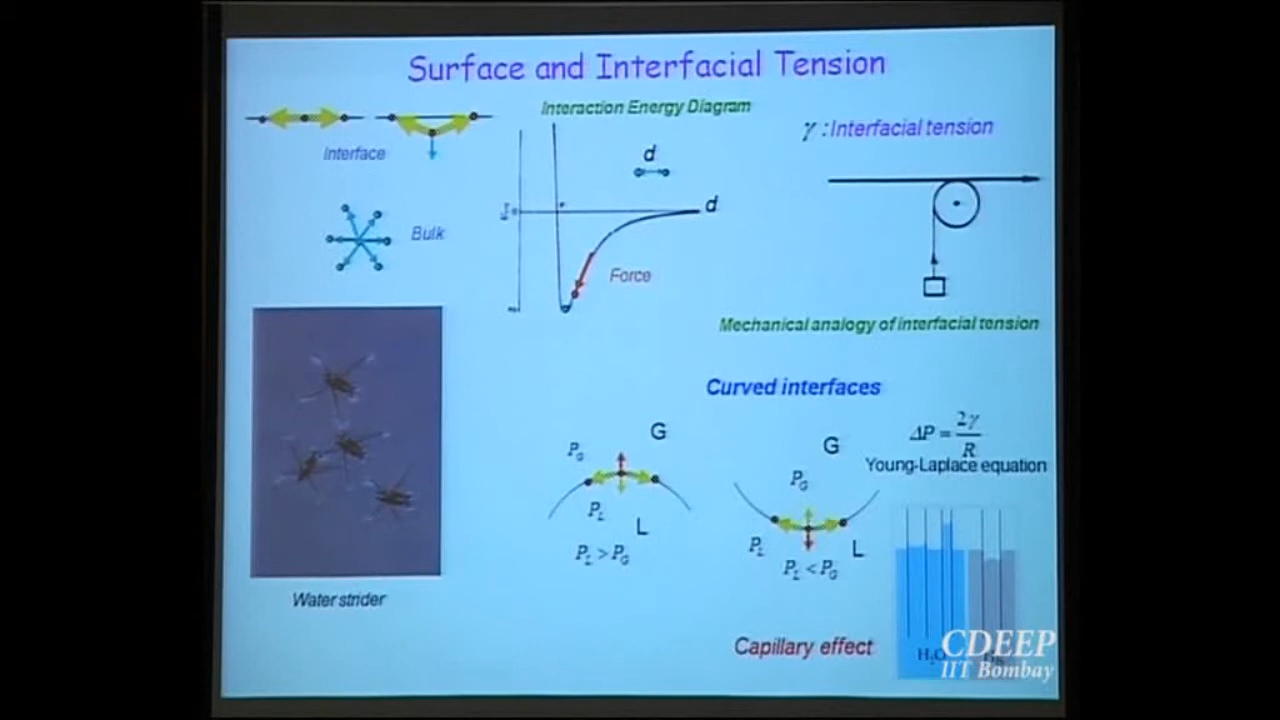 Surface and Interfacial Tension
Interaction Energy Diagram
γ : Interfacial tension
Interface
d
d
Bulk
Force
Mechanical analogy of interfacial tension
Curved interfaces
G
P_G
P_L
L
P_L > P_G
G
P_G
P_L
L
P_L < P_G
ΔP = 2γ/R
Young-Laplace equation
Water strider
Capillary effect
H₂O
CDEEP
IIT Bombay